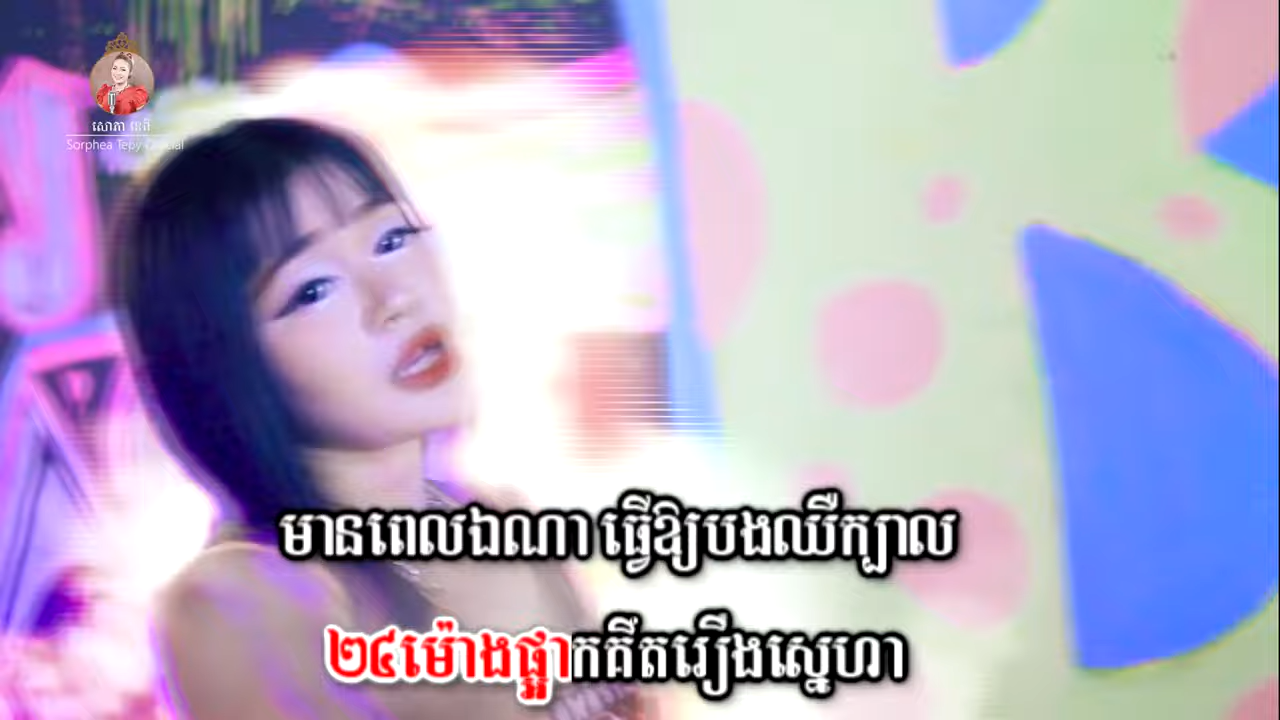 សោភា ទេពី
Sorphea Tepy Official
មានពេលឯណា ធ្វើឱ្យបងឈឺក្បាល
២៤ម៉ោងផ្អាកគឺតរឿងស្នេហា